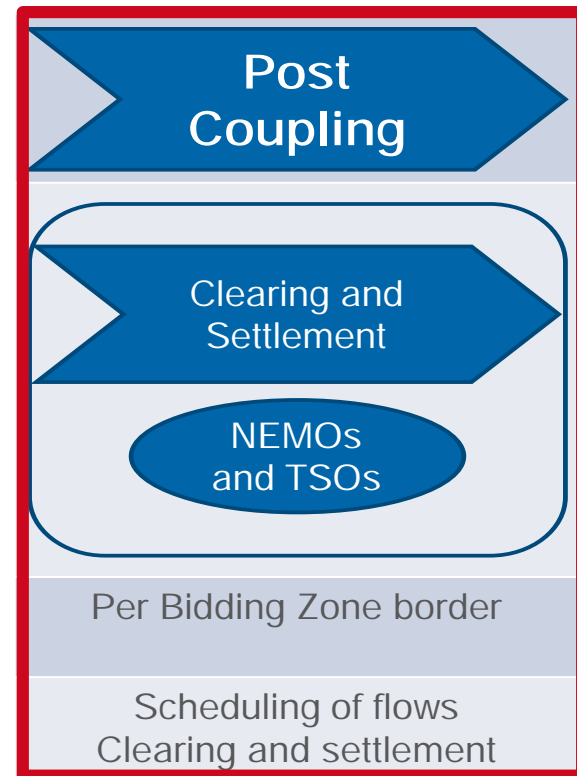 Post
Coupling
Clearing and
Settlement
NEMOs
and TSOs
Per Bidding Zone border
Scheduling of flows
Clearing and settlement